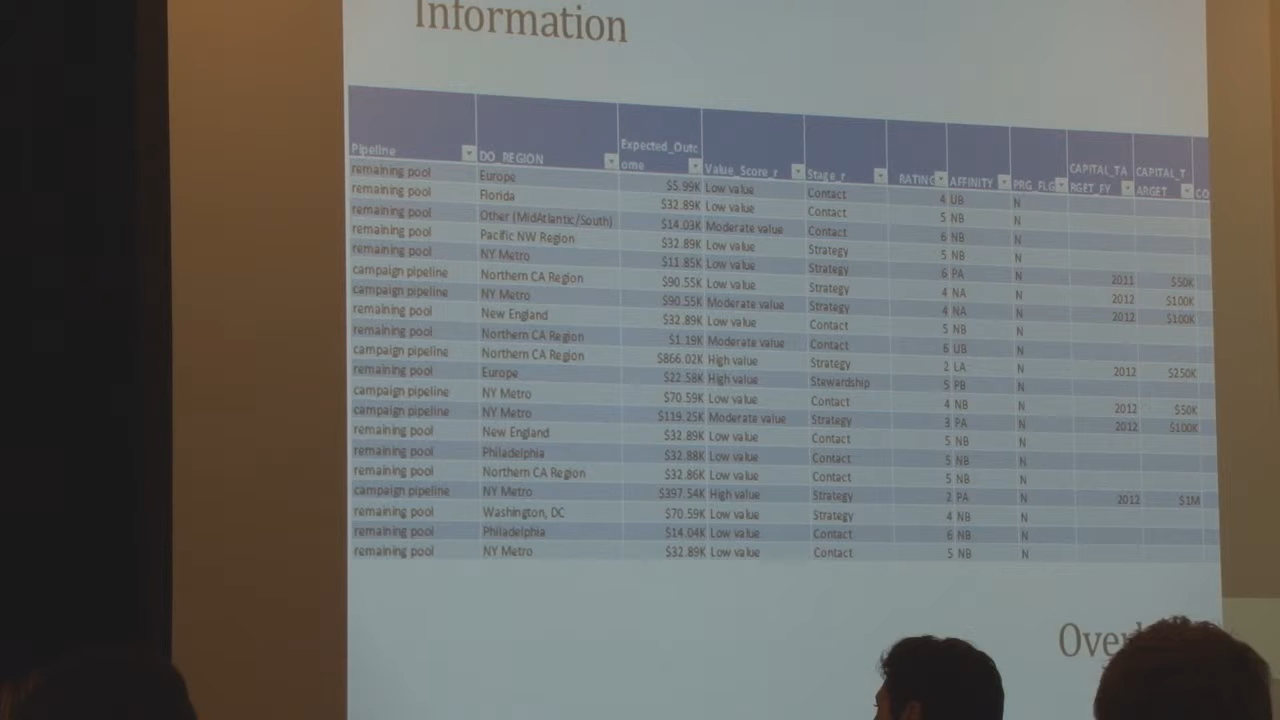 Information
Pipeline DO_REGION Expected_Outcome Value_Score_r Stage_r RATING AFFINITY PRG_FLG CAPITAL_TARGET_FY CAPITAL_TARGET CO
remaining pool Europe $5.99K Low value Contact 4 UB N
remaining pool Florida $32.89K Low value Contact 5 NB N
remaining pool Other (MidAtlantic/South) $14.03K Moderate value Contact 6 NB N
remaining pool Pacific NW Region $32.89K Low value Strategy 5 NB N
remaining pool NY Metro $11.85K Low value Strategy 6 PA N 2011 $50K
campaign pipeline Northern CA Region $90.55K Low value Strategy 4 NA N 2012 $100K
campaign pipeline NY Metro $90.55K Moderate value Strategy 4 NA N 2012 $100K
remaining pool New England $32.89K Low value Contact 5 NB N
remaining pool Northern CA Region $1.19K Moderate value Contact 6 UB N
campaign pipeline Northern CA Region $866.02K High value Strategy 2 LA N 2012 $250K
remaining pool Europe $22.58K High value Stewardship 5 PB N
campaign pipeline NY Metro $70.59K Low value Contact 4 NB N 2012 $50K
campaign pipeline NY Metro $119.25K Moderate value Strategy 3 PA N 2012 $100K
remaining pool New England $32.89K Low value Contact 5 NB N
remaining pool Philadelphia $32.88K Low value Contact 5 NB N
remaining pool Northern CA Region $32.86K Low value Contact 5 NB N
campaign pipeline NY Metro $397.54K High value Strategy 2 PA N 2012 $1M
remaining pool Washington, DC $70.59K Low value Strategy 4 NB N
remaining pool Philadelphia $14.04K Low value Contact 6 NB N
remaining pool NY Metro $32.89K Low value Contact 5 NB N